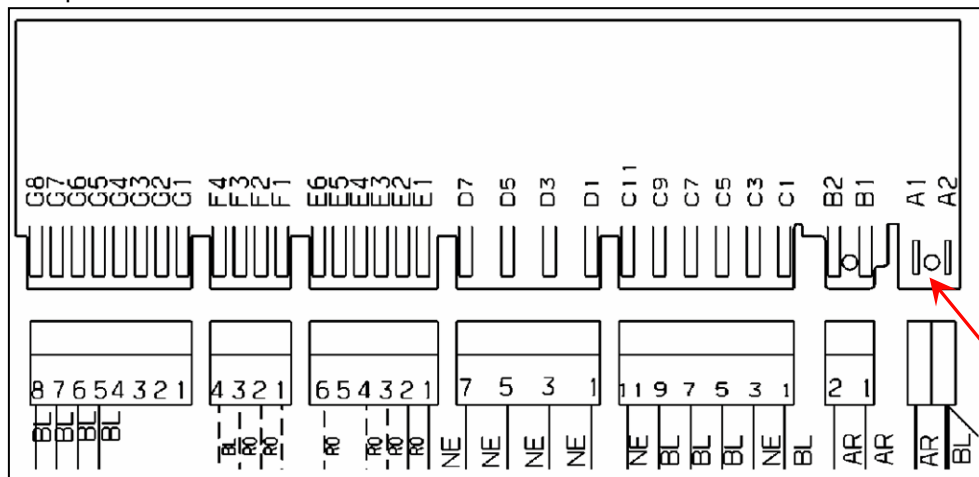 G8 G7 G6 G5 G4 G3 G2 G1 F4 F3 F2 F1 E6 E5 E4 E3 E2 E1 D7 D5 D3 D1 C11 C9 C7 C5 C3 C1 B2 B1 A1 A2
8 7 6 5 4 3 2 1 4 3 2 1 6 5 4 3 2 1 7 5 3 1 11 9 7 5 3 1 2 1
BL BL BL BL BL RO RO RO RO RO RO NE NE NE NE NE BL BL BL NE BL AR AR AR BL